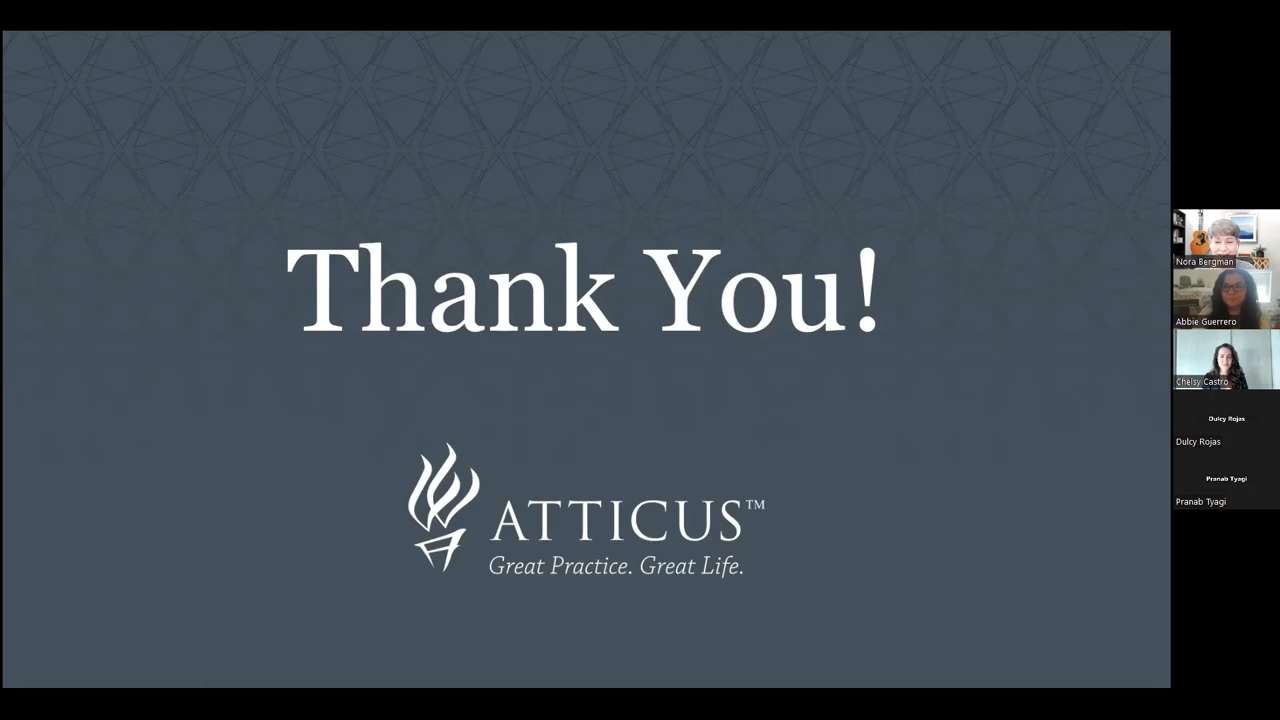 Thank You!
ATTICUS™
Great Practice. Great Life.
Nora Bergman
Abbie Guerrero
Chelsy Castro
Dulcy Rojas
Dulcy Rojas
Pranab Tyagi
Pranab Tyagi